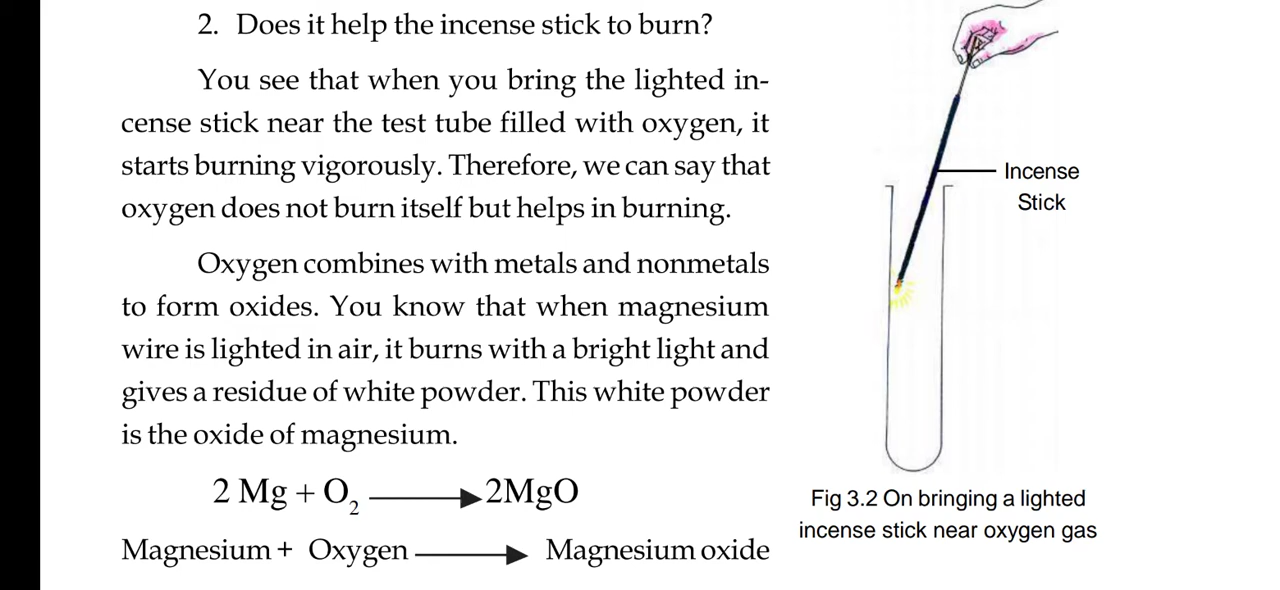 2. Does it help the incense stick to burn?
You see that when you bring the lighted in-
cense stick near the test tube filled with oxygen, it
starts burning vigorously. Therefore, we can say that
oxygen does not burn itself but helps in burning.
Oxygen combines with metals and nonmetals
to form oxides. You know that when magnesium
wire is lighted in air, it burns with a bright light and
gives a residue of white powder. This white powder
is the oxide of magnesium.
2 Mg + O₂ ⟶ 2MgO
Magnesium + Oxygen ⟶ Magnesium oxide
Incense
Stick
Fig 3.2 On bringing a lighted
incense stick near oxygen gas